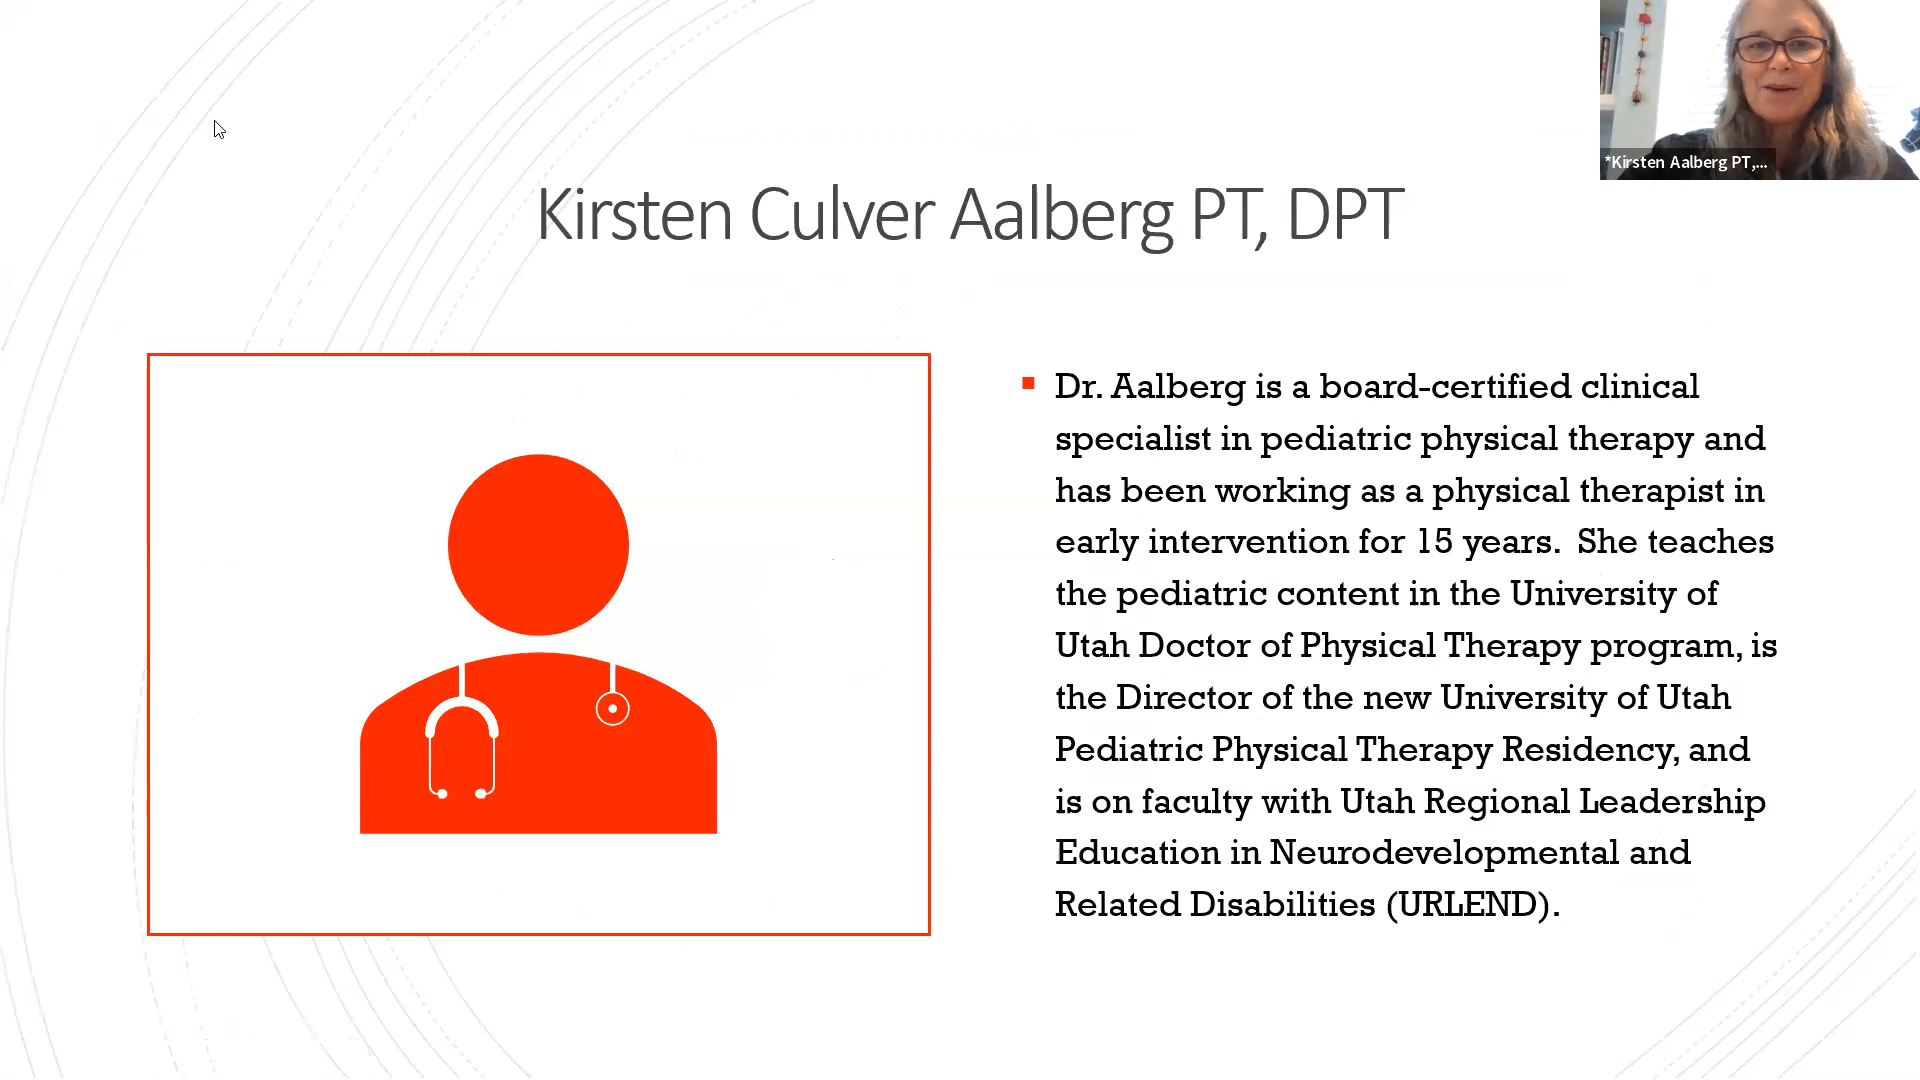 *Kirsten Aalberg PT,...
Kirsten Culver Aalberg PT, DPT
Dr. Aalberg is a board-certified clinical
specialist in pediatric physical therapy and
has been working as a physical therapist in
early intervention for 15 years.  She teaches
the pediatric content in the University of
Utah Doctor of Physical Therapy program, is
the Director of the new University of Utah
Pediatric Physical Therapy Residency, and
is on faculty with Utah Regional Leadership
Education in Neurodevelopmental and
Related Disabilities (URLEND).